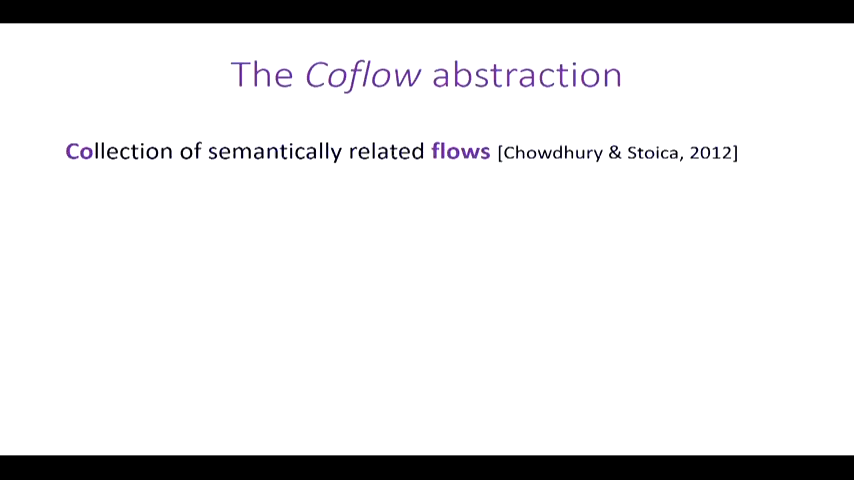 The Coflow abstraction
Collection of semantically related flows [Chowdhury & Stoica, 2012]